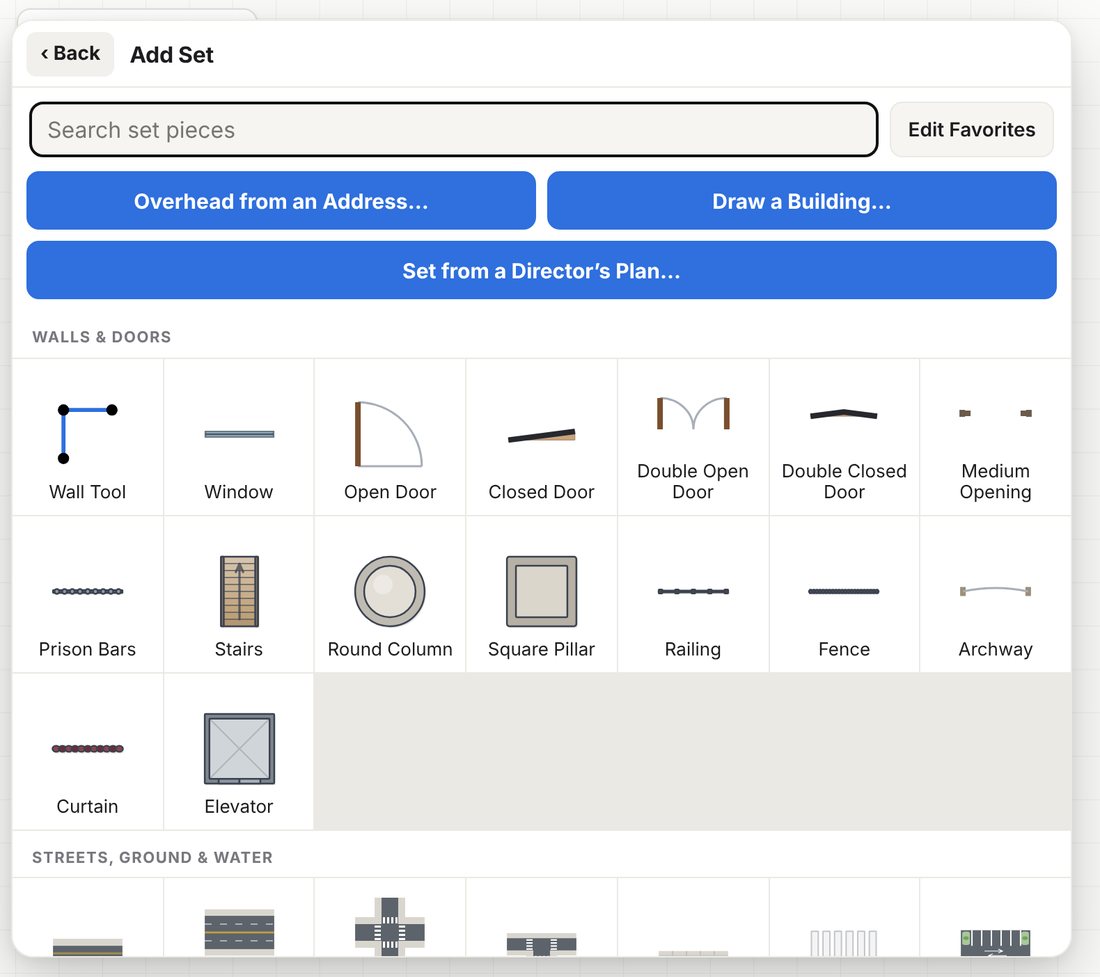 ‹ Back
Add Set
Search set pieces
Edit Favorites
Overhead from an Address…
Draw a Building…
Set from a Director’s Plan…
WALLS & DOORS
Wall Tool
Window
Open Door
Closed Door
Double Open
Door
Double Closed
Door
Medium
Opening
Prison Bars
Stairs
Round Column
Square Pillar
Railing
Fence
Archway
Curtain
Elevator
STREETS, GROUND & WATER